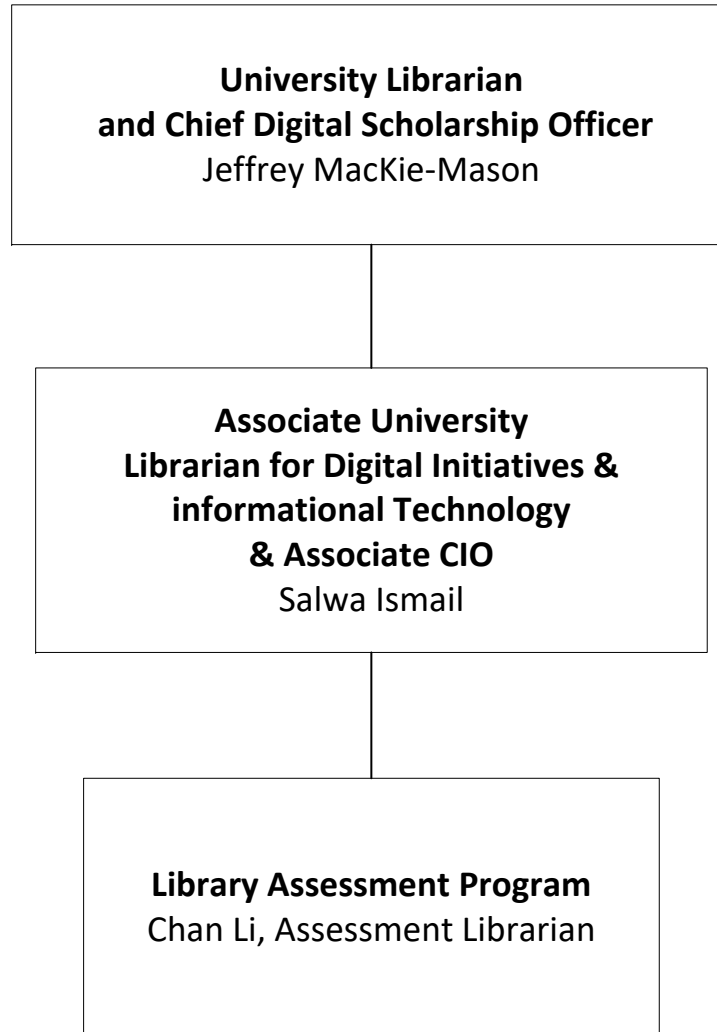 University Librarian
and Chief Digital Scholarship Officer
Jeffrey MacKie-Mason
Associate University
Librarian for Digital Initiatives &
informational Technology
& Associate CIO
Salwa Ismail
Library Assessment Program
Chan Li, Assessment Librarian